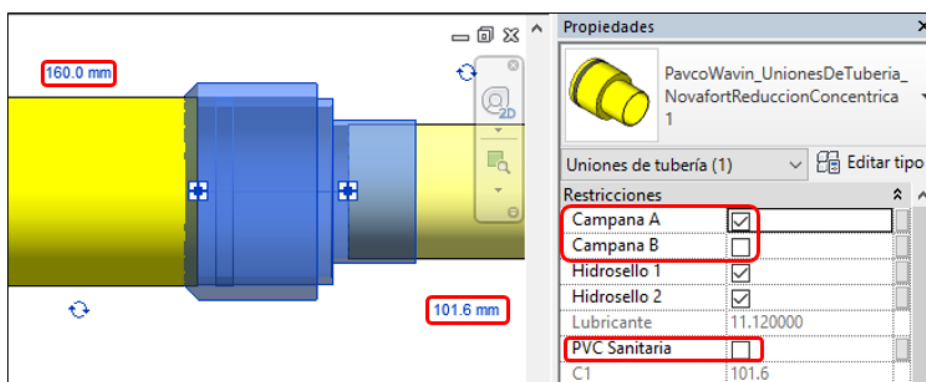 160.0 mm
2D
101.6 mm
Propiedades
PavcoWavin_UnionesDeTuberia_
NovafortReduccionConcentrica
1
Uniones de tubería (1)
Editar tipo
Restricciones
Campana A
Campana B
Hidrosello 1
Hidrosello 2
Lubricante 11.120000
PVC Sanitaria
C1 101.6